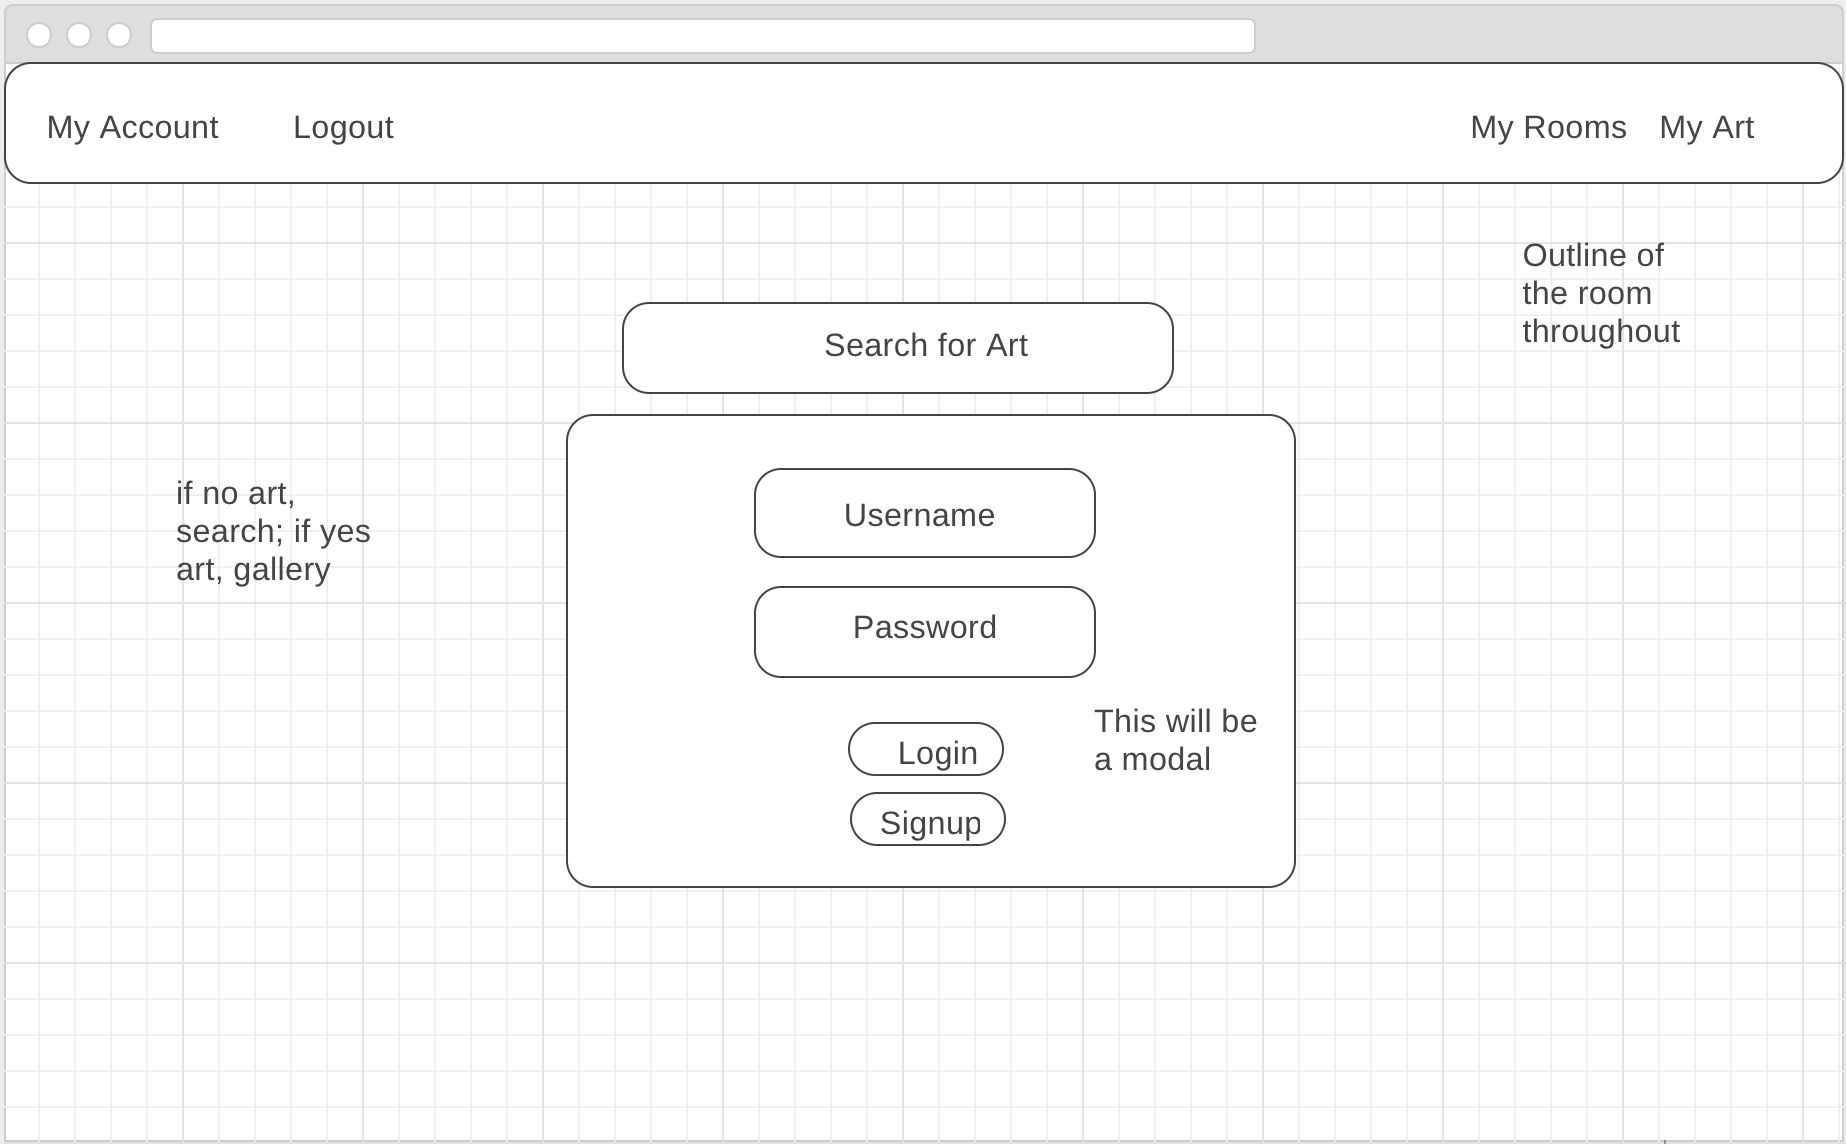 My Account
Logout
My Rooms
My Art
Outline of
the room
throughout
Search for Art
if no art,
search; if yes
art, gallery
Username
Password
This will be
a modal
Login
Signup